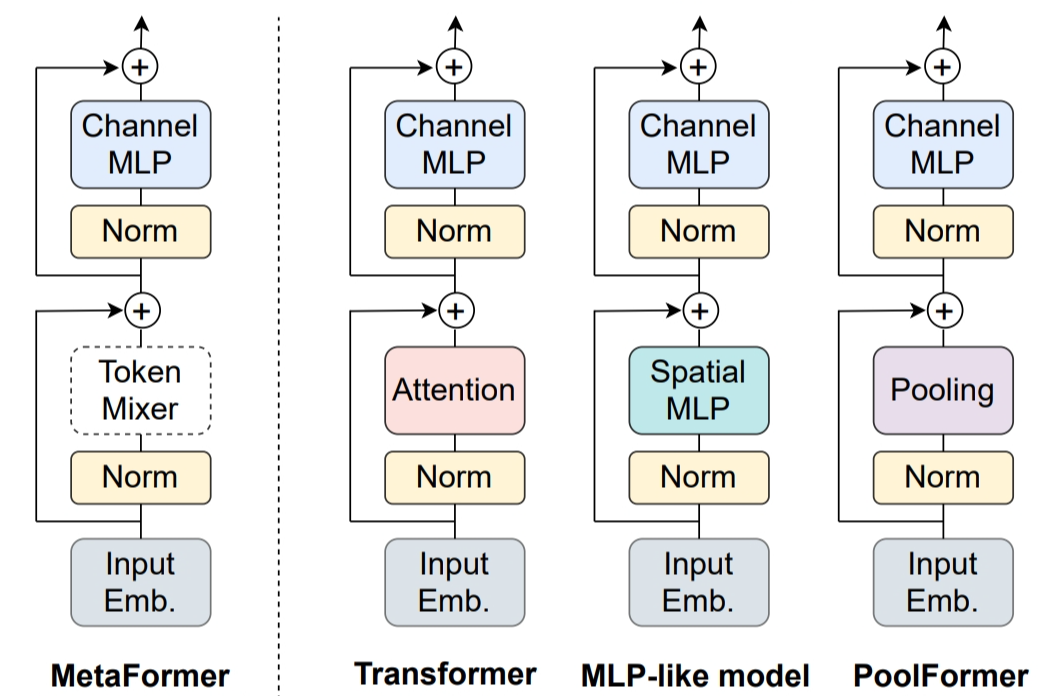 +
Channel
MLP
Norm
+
Token
Mixer
Norm
Input
Emb.
MetaFormer
+
Channel
MLP
Norm
+
Attention
Norm
Input
Emb.
Transformer
+
Channel
MLP
Norm
+
Spatial
MLP
Norm
Input
Emb.
MLP-like model
+
Channel
MLP
Norm
+
Pooling
Norm
Input
Emb.
PoolFormer